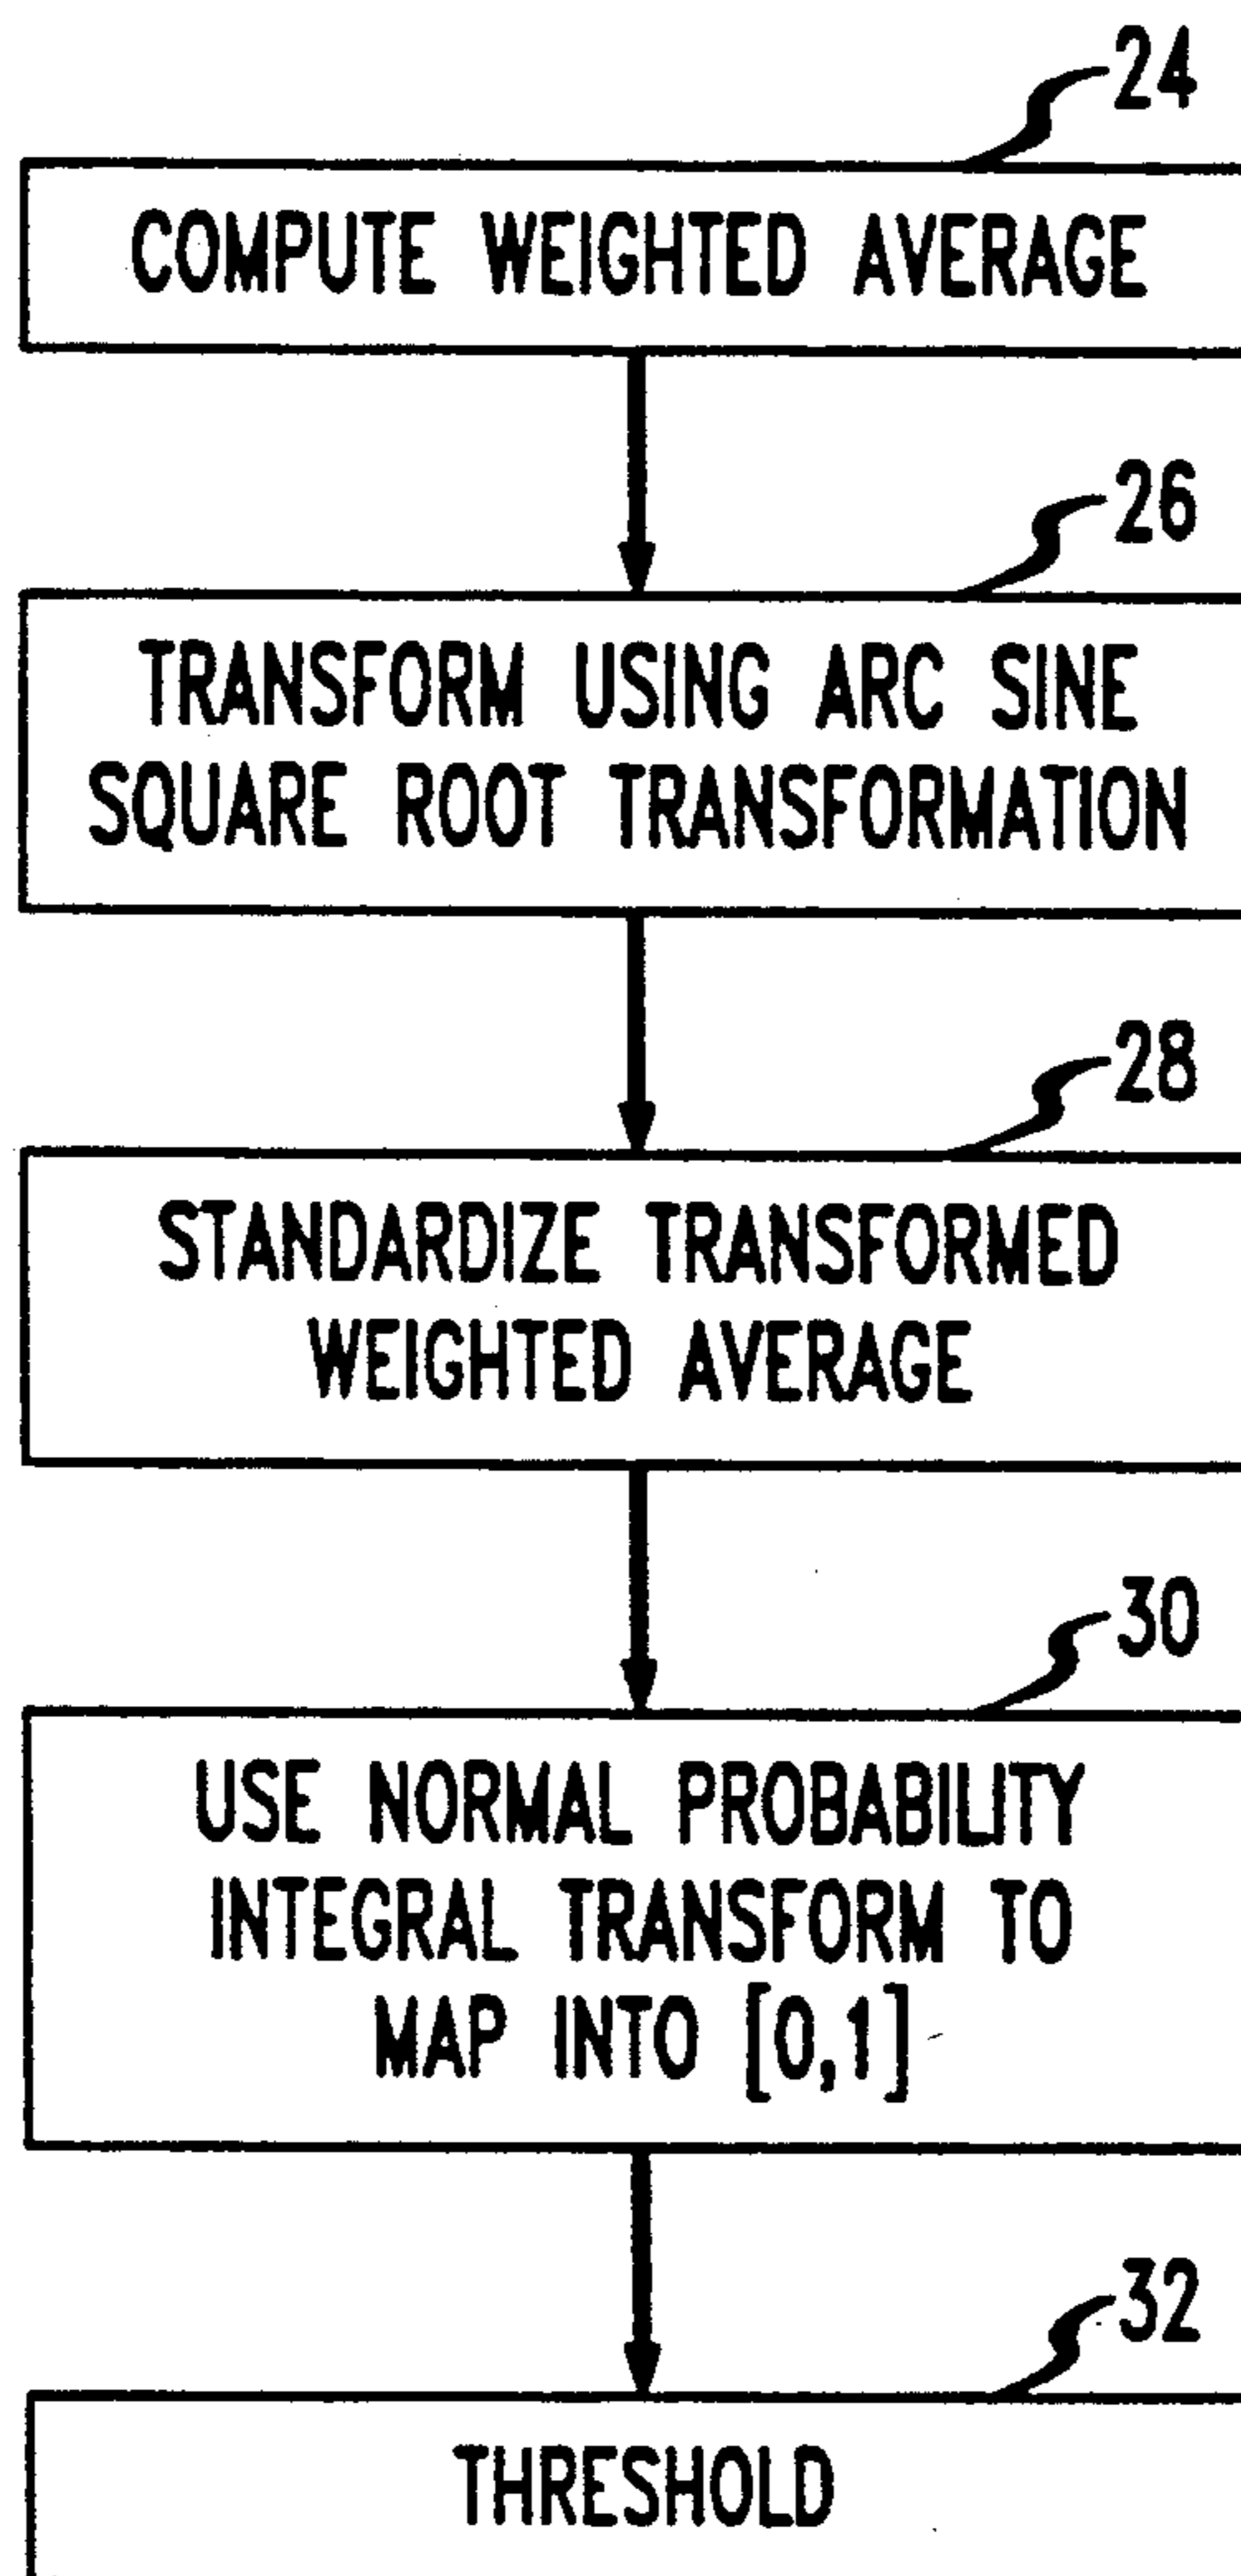 24
COMPUTE WEIGHTED AVERAGE
26
TRANSFORM USING ARC SINE
SQUARE ROOT TRANSFORMATION
28
STANDARDIZE TRANSFORMED
WEIGHTED AVERAGE
30
USE NORMAL PROBABILITY
INTEGRAL TRANSFORM TO
MAP INTO [0,1]
32
THRESHOLD